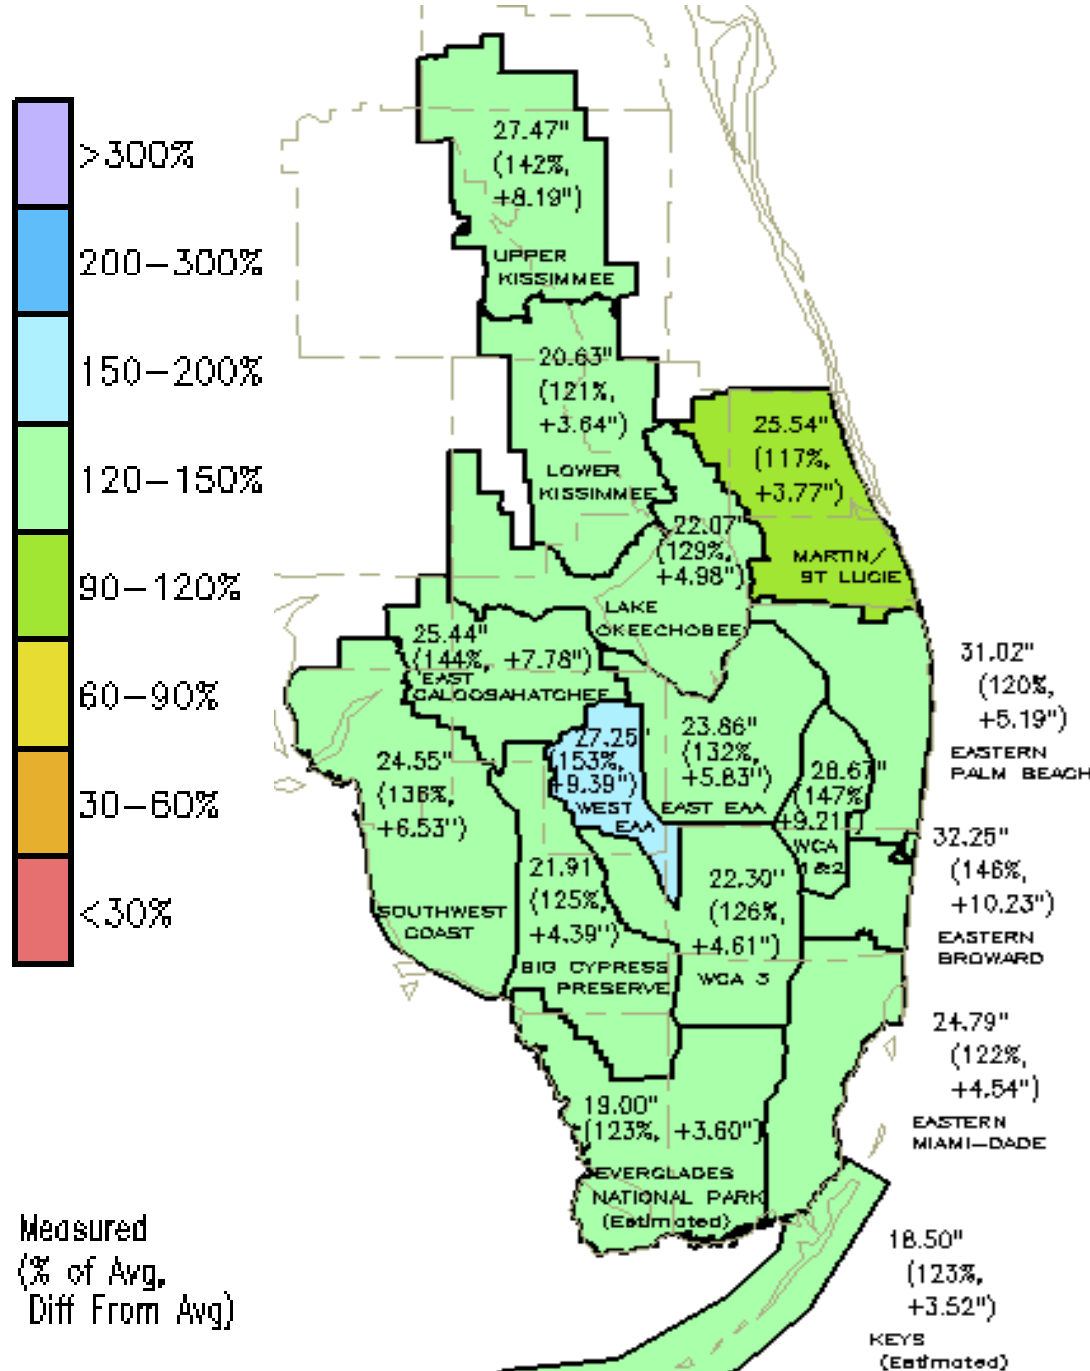 >300%
200-300%
150-200%
120-150%
90-120%
60-90%
30-60%
<30%
Measured
(% of Avg,
Diff From Avg)
27.47"
(142%,
+8.19")
UPPER
KISSIMMEE
20.63"
(121%,
+3.64")
LOWER
KISSIMMEE
25.54"
(117%,
+3.77")
MARTIN/
ST LUCIE
22.07"
(129%,
+4.98")
LAKE
OKEECHOBEE
25.44"
(144%, +7.78")
EAST
CALOOSAHATCHEE
31.02"
(120%,
+5.19")
EASTERN
PALM BEACH
24.55"
(136%,
+6.53")
SOUTHWEST
COAST
27.25"
(153%,
+9.39")
WEST
EAA
23.86"
(132%,
+5.83")
EAST EAA
28.67"
(147%
+9.21")
WCA
1&2
32.25"
(146%,
+10.23")
EASTERN
BROWARD
21.91
(125%,
+4.39")
BIG CYPRESS
PRESERVE
22.30"
(126%,
+4.61")
WCA 3
24.79"
(122%,
+4.54")
EASTERN
MIAMI-DADE
19.00"
(123%, +3.60")
EVERGLADES
NATIONAL PARK
(Estimated)
18.50"
(123%,
+3.52")
KEYS
(Estimated)